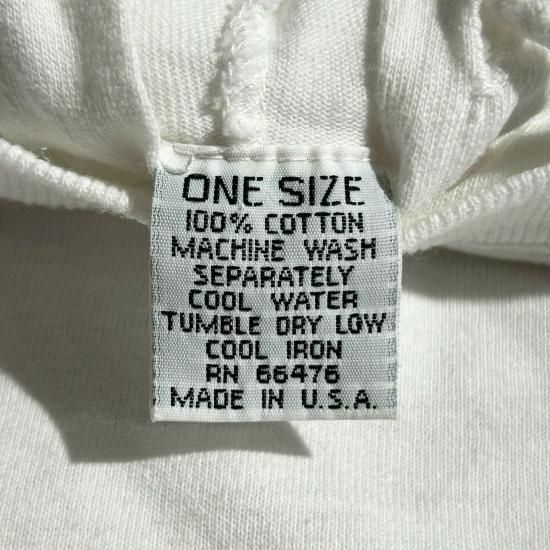 ONE SIZE
100% COTTON
MACHINE WASH
SEPARATELY
COOL WATER
TUMBLE DRY LOW
COOL IRON
RN 66476
MADE IN U.S.A.